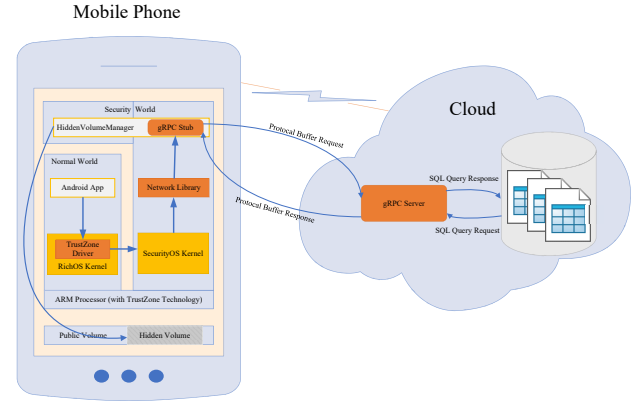 Mobile Phone
Security World
HiddenVolumeManager
gRPC Stub
Normal World
Android App
Network Library
TrustZone
Driver
RichOS Kernel
SecurityOS Kernel
ARM Processor (with TrustZone Technology)
Public Volume
Hidden Volume
Protocal Buffer Request
Protocal Buffer Response
Cloud
gRPC Server
SQL Query Response
SQL Query Request